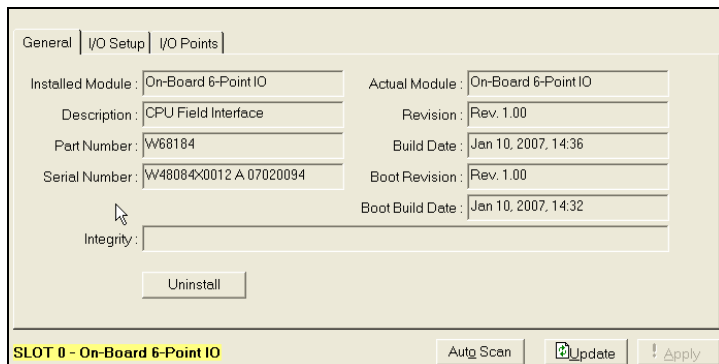 General I/O Setup I/O Points
Installed Module : On-Board 6-Point IO
Actual Module : On-Board 6-Point IO
Description : CPU Field Interface
Revision : Rev. 1.00
Part Number : W68184
Build Date : Jan 10, 2007, 14:36
Serial Number : W48084X0012 A 07020094
Boot Revision : Rev. 1.00
Boot Build Date : Jan 10, 2007, 14:32
Integrity :
Uninstall
SLOT 0 - On-Board 6-Point IO
Auto Scan
Update
! Apply